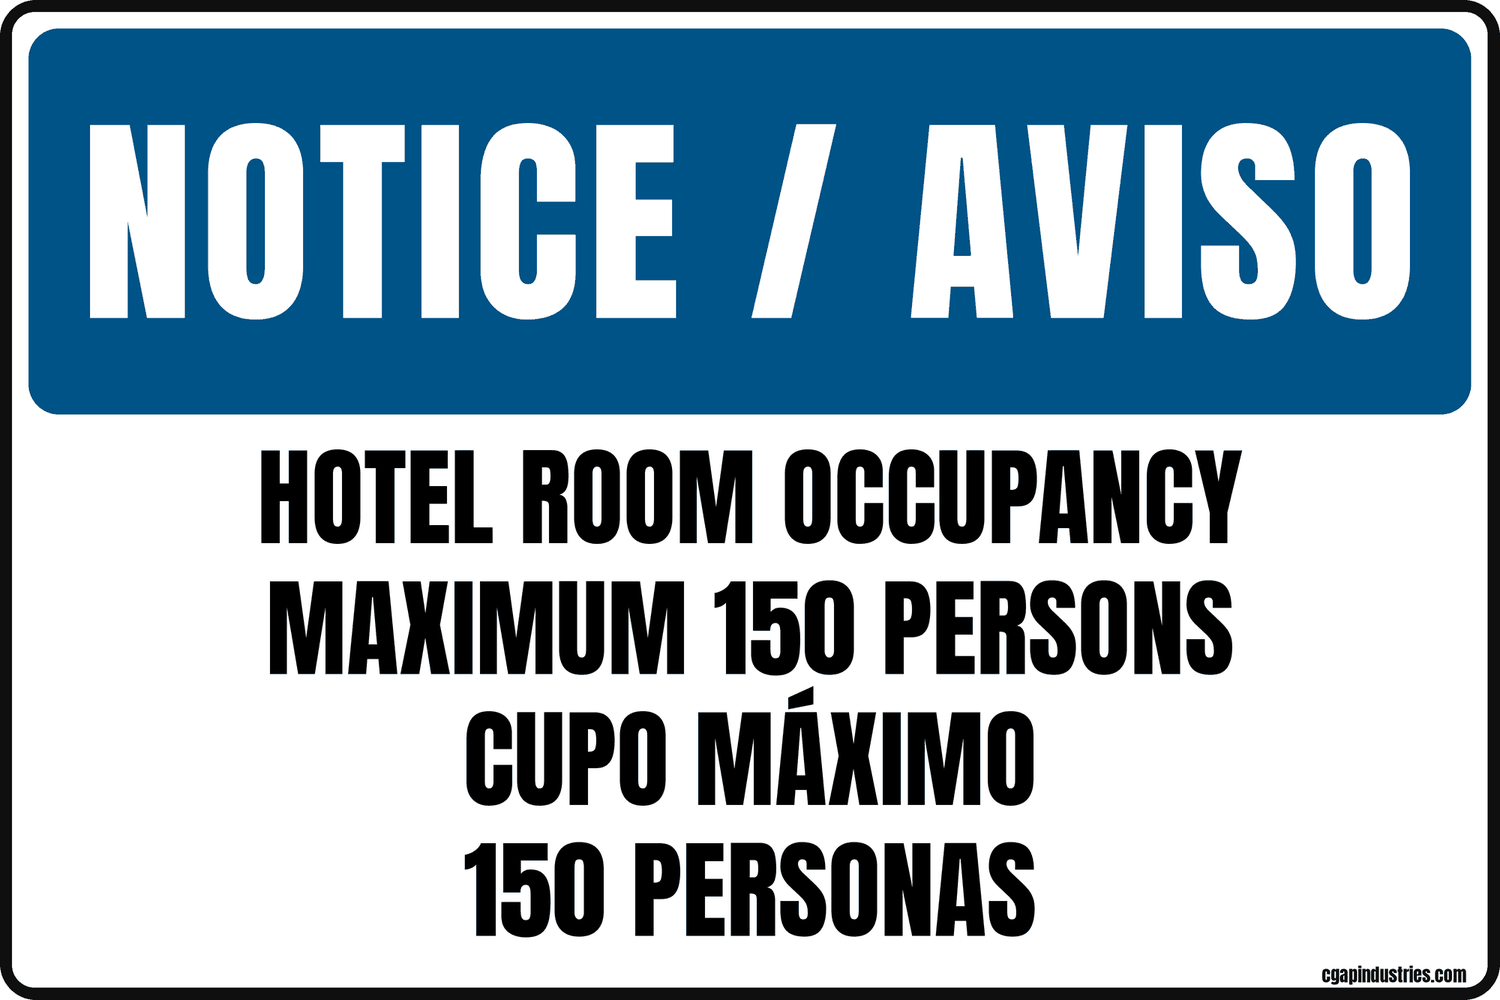 NOTICE / AVISO
HOTEL ROOM OCCUPANCY
MAXIMUM 150 PERSONS
CUPO MÁXIMO
150 PERSONAS
cgapindustries.com